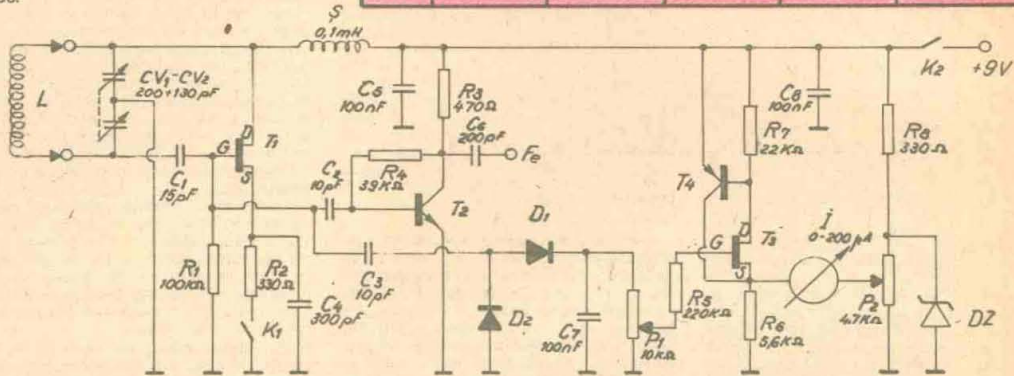 Ș
0,1mH
L
CV1-CV2
200+130pF
C1
15pF
G
D
S
T1
R1
100KΩ
R2
330Ω
K1
C4
300pF
C2
10pF
C3
10pF
R4
39KΩ
C5
100nF
R3
470Ω
C6
200pF
Fe
T2
D1
D2
C7
100nF
P1
10KΩ
R5
220KΩ
T4
R7
22KΩ
G
D
S
T3
R6
5,6KΩ
C8
100nF
I
0-200µA
R8
330Ω
P2
4.7KΩ
DZ
K2
+9V